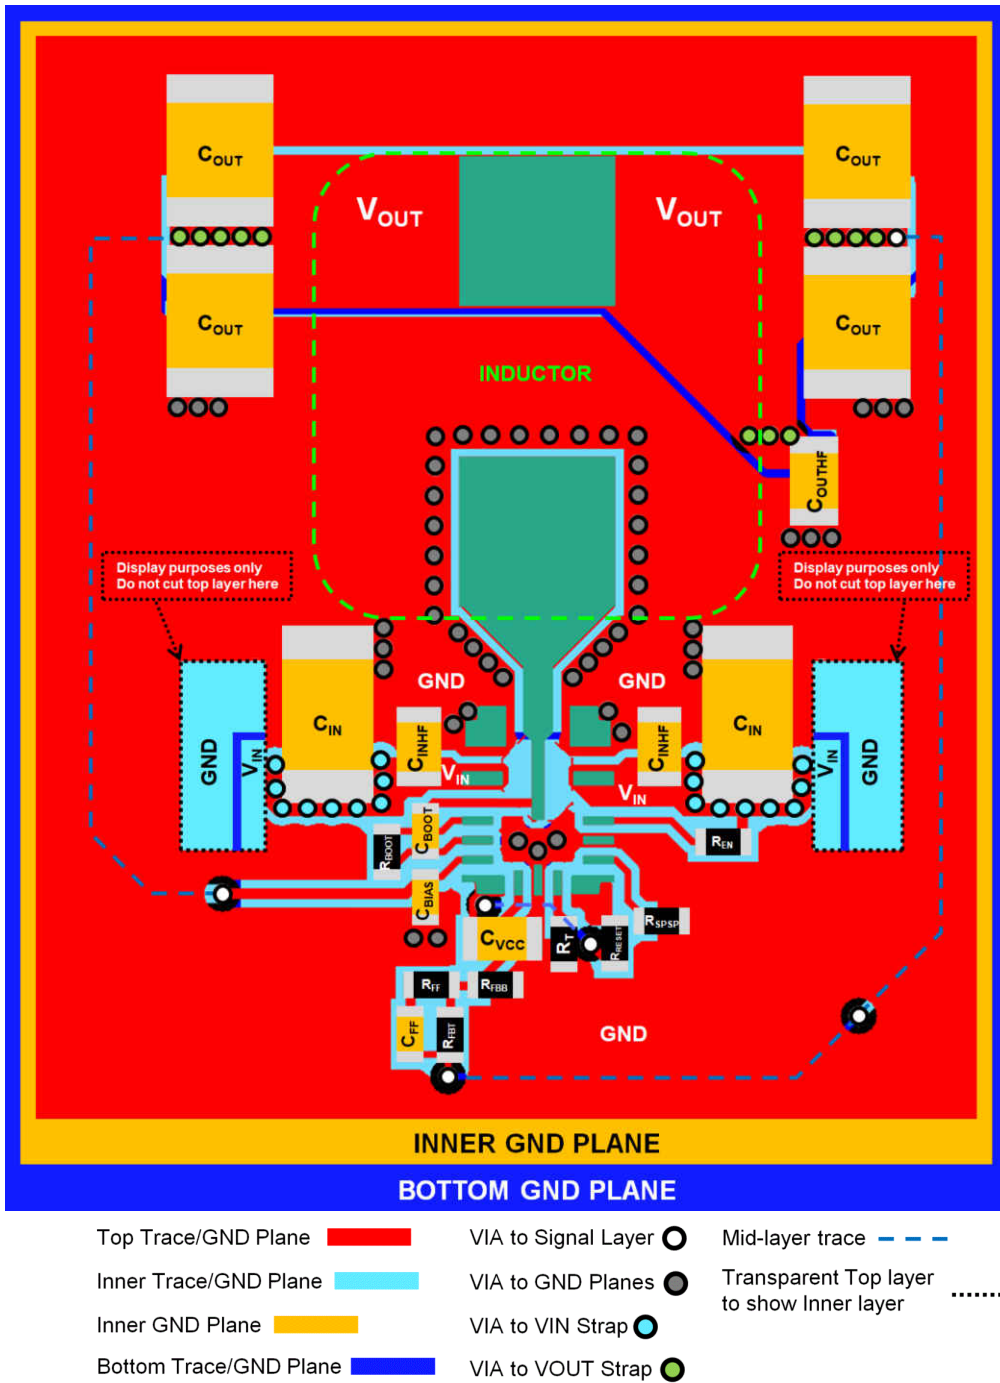 COUT
COUT
VOUT
VOUT
COUT
COUT
INDUCTOR
COUTHF
Display purposes only
Do not cut top layer here
Display purposes only
Do not cut top layer here
GND
GND
GND
VIN
CIN
CINHF
VIN
CINHF
VIN
CIN
VIN
GND
RBOOT
CBOOT
REN
CBIAS
CVCC
RT
RRESET
RSPSP
RFF
RFBB
CFF
RFBT
GND
INNER GND PLANE
BOTTOM GND PLANE
Top Trace/GND Plane
VIA to Signal Layer
Mid-layer trace
Inner Trace/GND Plane
VIA to GND Planes
Transparent Top layer
to show Inner layer
Inner GND Plane
VIA to VIN Strap
Bottom Trace/GND Plane
VIA to VOUT Strap